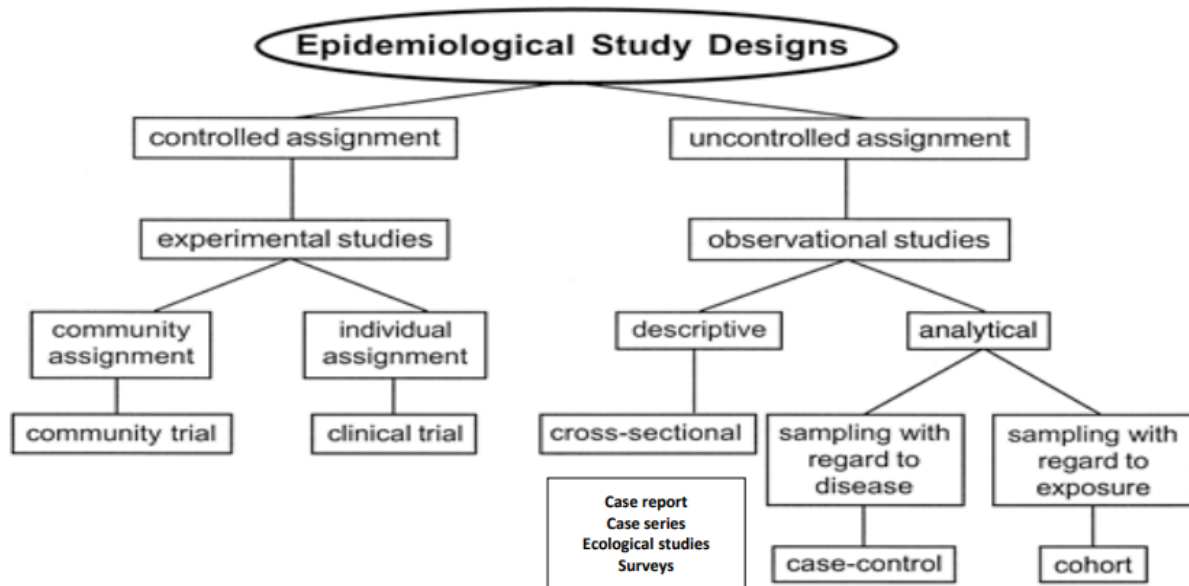 Epidemiological Study Designs
controlled assignment
uncontrolled assignment
experimental studies
observational studies
community
assignment
individual
assignment
descriptive
analytical
community trial
clinical trial
cross-sectional
sampling with
regard to
disease
sampling with
regard to
exposure
Case report
Case series
Ecological studies
Surveys
case-control
cohort